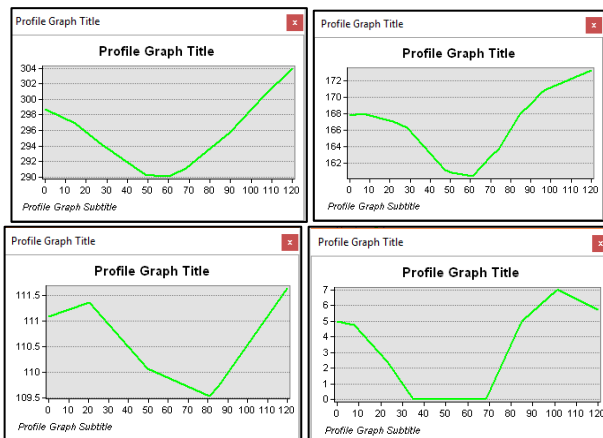 Profile Graph Title x
Profile Graph Title
304
302
300
298
296
294
292
290
0 10 20 30 40 50 60 70 80 90 100 110 120
Profile Graph Subtitle
Profile Graph Title x
Profile Graph Title
172
170
168
166
164
162
0 10 20 30 40 50 60 70 80 90 100 110 120
Profile Graph Subtitle
Profile Graph Title x
Profile Graph Title
111.5
111
110.5
110
109.5
0 10 20 30 40 50 60 70 80 90 100 110 120
Profile Graph Subtitle
Profile Graph Title x
Profile Graph Title
7
6
5
4
3
2
1
0
0 10 20 30 40 50 60 70 80 90 100 110 120
Profile Graph Subtitle